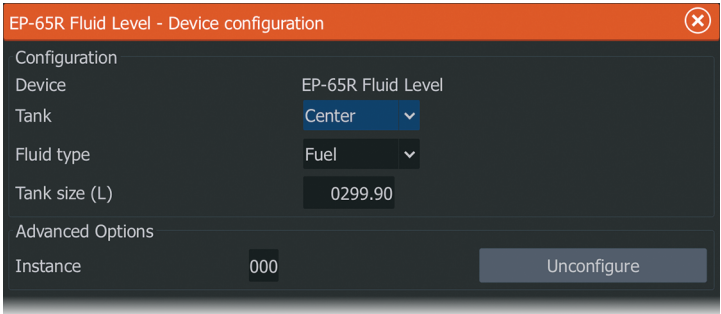 EP-65R Fluid Level - Device configuration
Configuration
Device EP-65R Fluid Level
Tank Center
Fluid type Fuel
Tank size (L) 0299.90
Advanced Options
Instance 000 Unconfigure